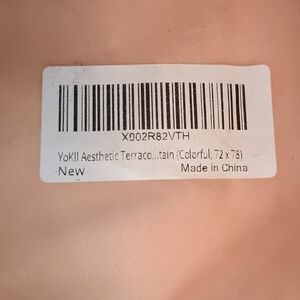 X002R82VTH
YoKII Aesthetic Terraco...tain (Colorful, 72 x 78)
New Made in China